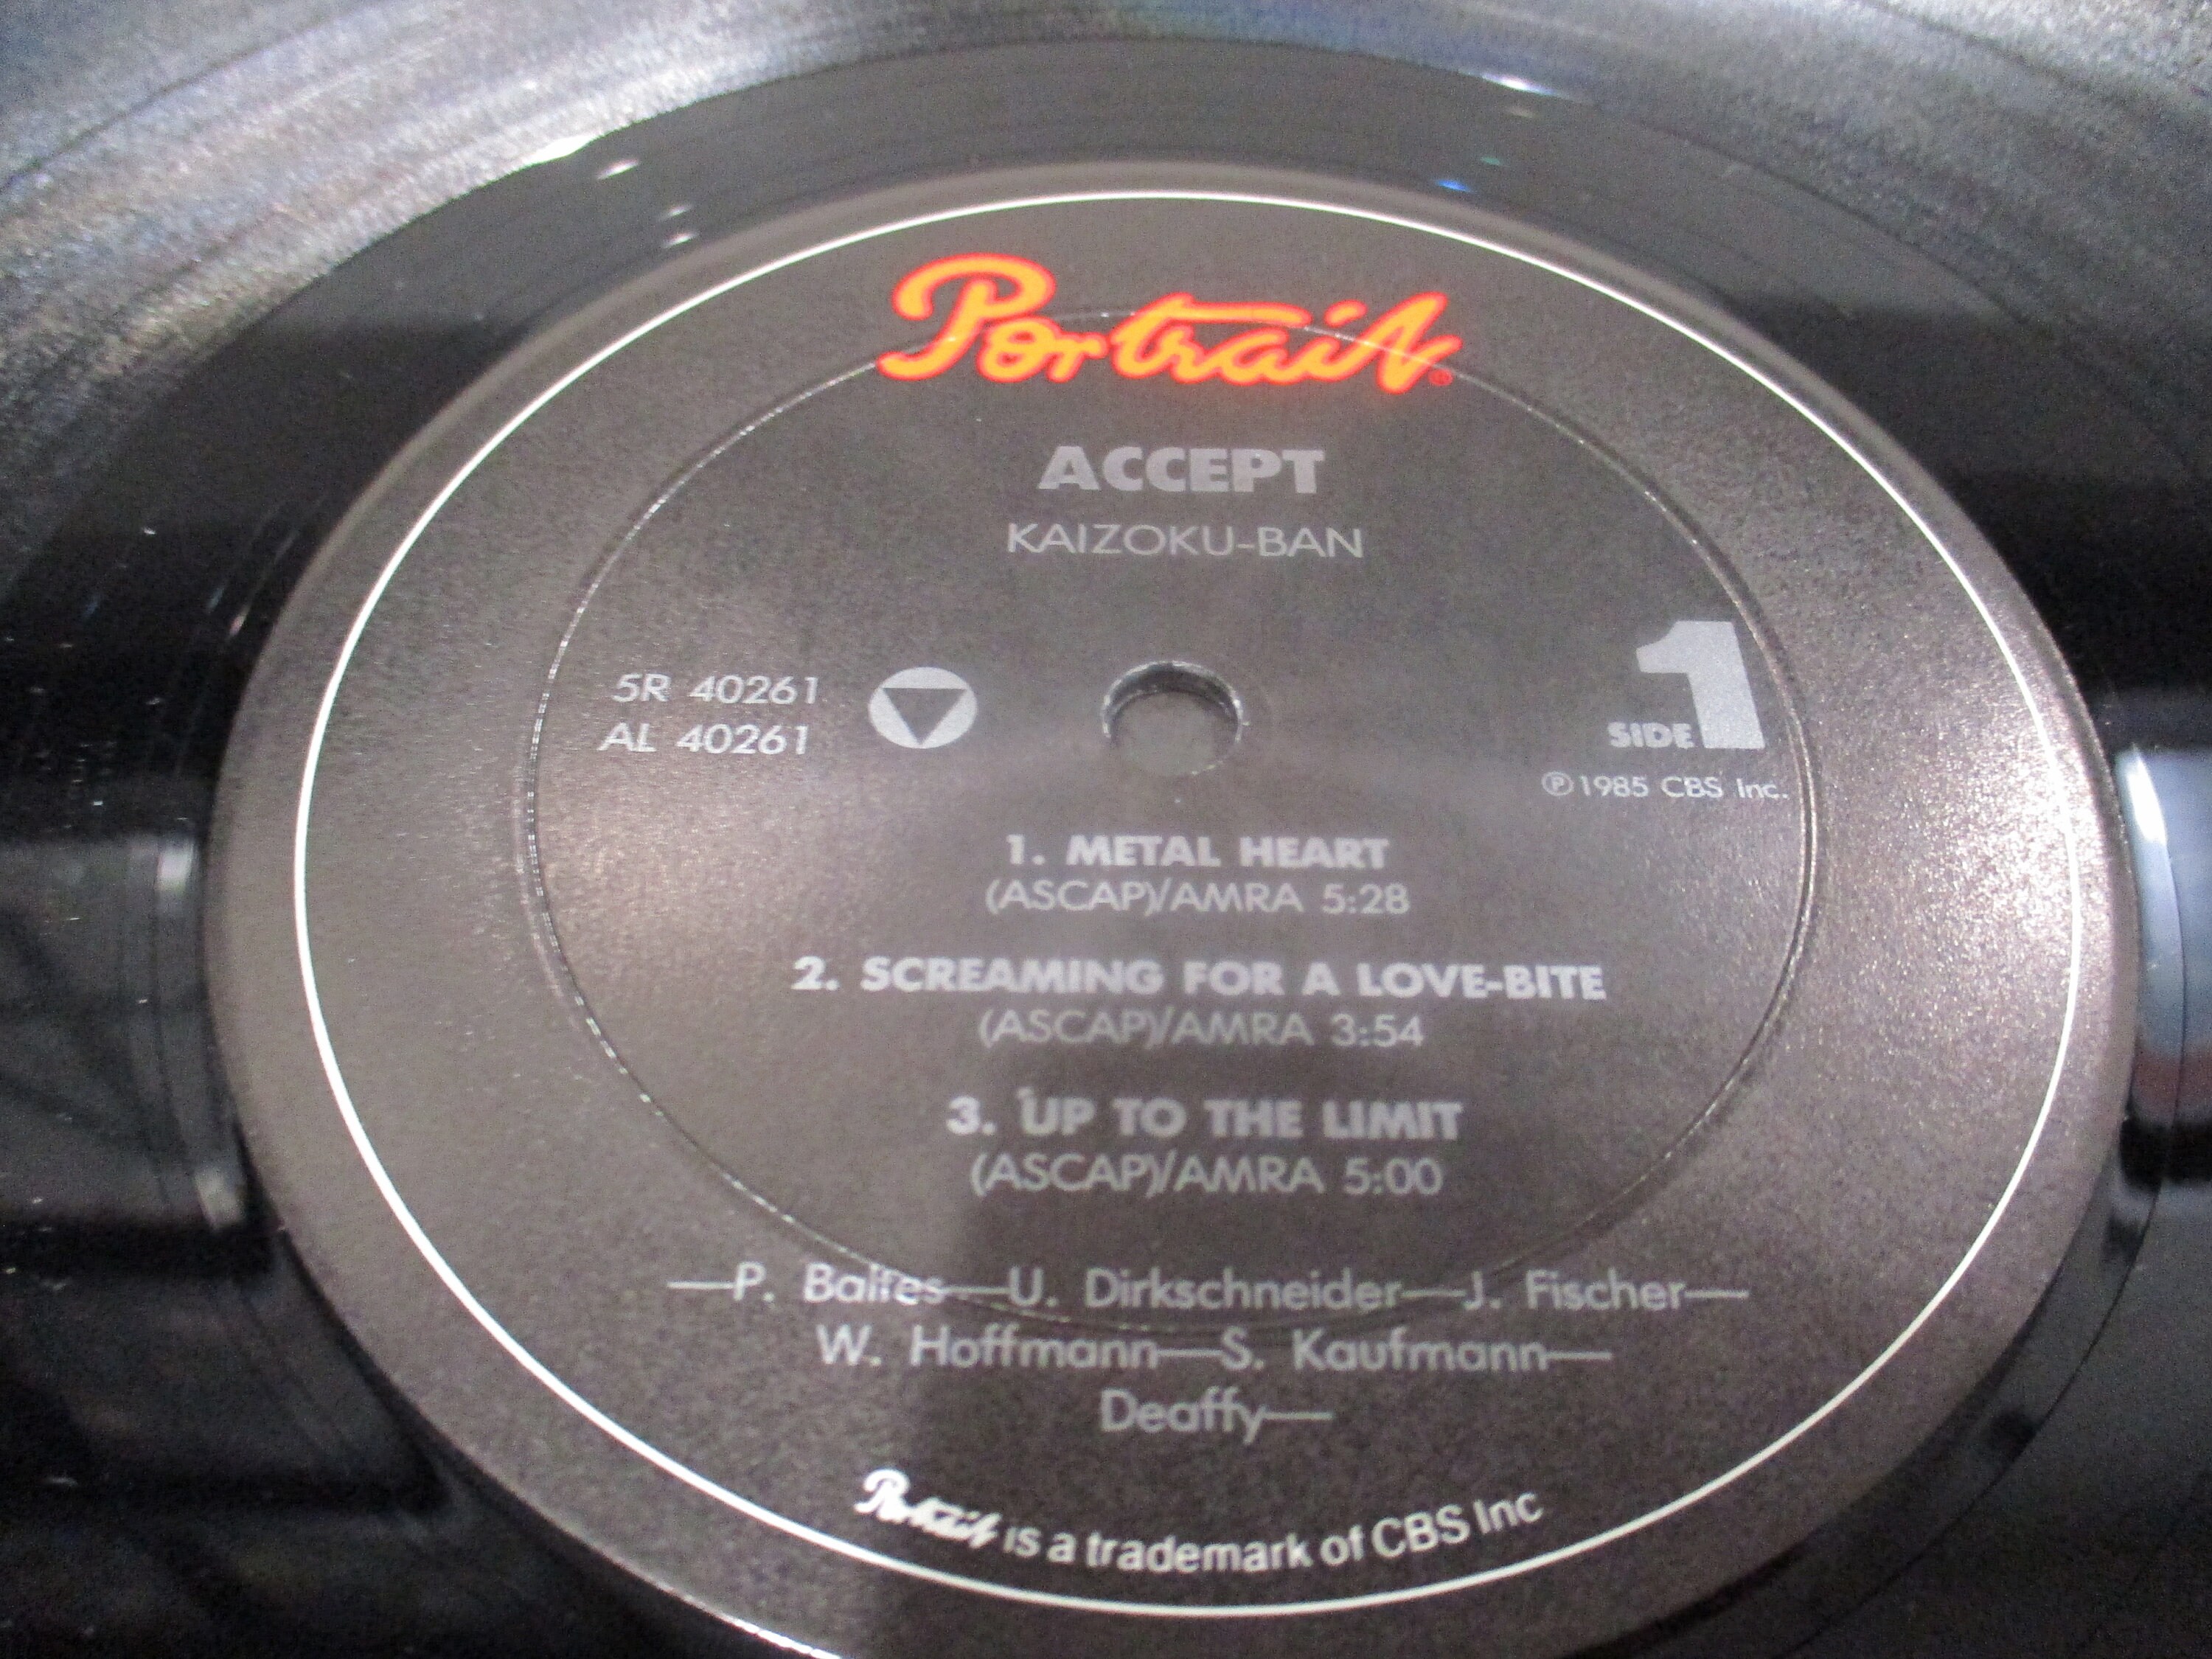 Portrait®
ACCEPT
KAIZOKU-BAN
5R 40261
AL 40261
SIDE 1
℗ 1985 CBS Inc.
1. METAL HEART
(ASCAP)/AMRA 5:28
2. SCREAMING FOR A LOVE-BITE
(ASCAP)/AMRA 3:54
3. UP TO THE LIMIT
(ASCAP)/AMRA 5:00
—P. Balfes—U. Dirkschneider—J. Fischer—
W. Hoffmann—S. Kaufmann—
Deaffy—
Portrait is a trademark of CBS Inc